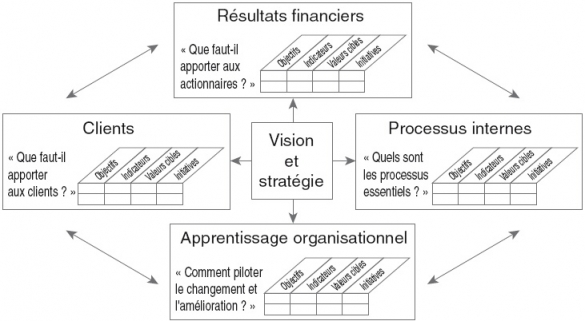 Résultats financiers
« Que faut-il
apporter aux
actionnaires ? »
Objectifs
Indicateurs
Valeurs cibles
Initiatives
Clients
« Que faut-il
apporter
aux clients ? »
Objectifs
Indicateurs
Valeurs cibles
Initiatives
Vision
et
stratégie
Processus internes
« Quels sont
les processus
essentiels ? »
Objectifs
Indicateurs
Valeurs cibles
Initiatives
Apprentissage organisationnel
« Comment piloter
le changement et
l'amélioration ? »
Objectifs
Indicateurs
Valeurs cibles
Initiatives